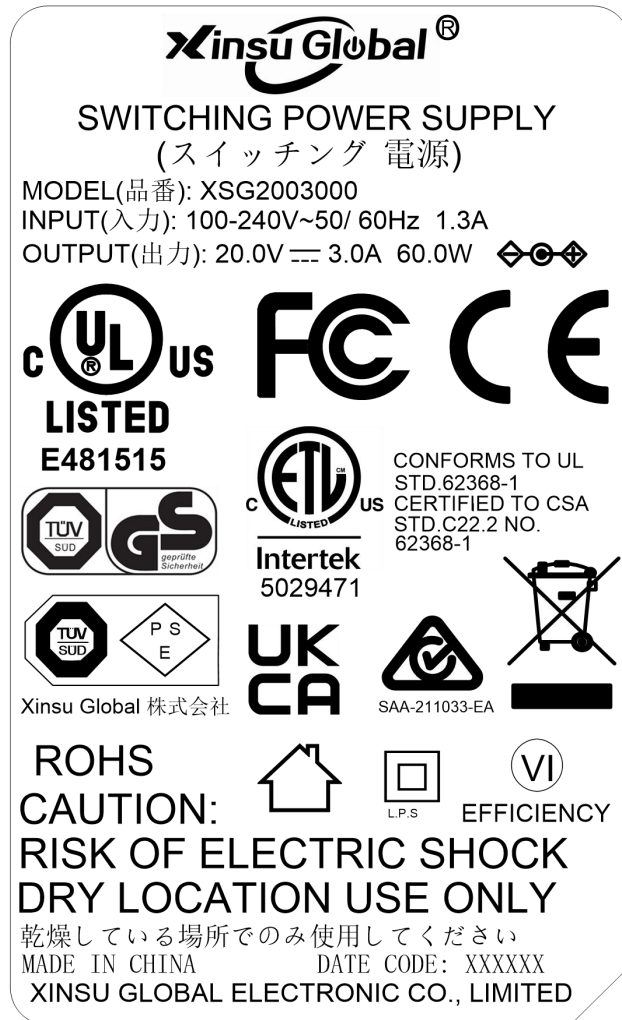 Xinsu Global ®
SWITCHING POWER SUPPLY
(スイッチング 電源)
MODEL(品番): XSG2003000
INPUT(入力): 100-240V~50/ 60Hz 1.3A
OUTPUT(出力): 20.0V ⎓ 3.0A 60.0W
C UL ® US
LISTED
E481515
FC CE
C ETL CM US
LISTED
Intertek
5029471
CONFORMS TO UL
STD.62368-1
CERTIFIED TO CSA
STD.C22.2 NO.
62368-1
TÜV
SÜD
GS
geprüfte
Sicherheit
TÜV
SÜD
P S
E
Xinsu Global 株式会社
UK
CA
SAA-211033-EA
ROHS
L.P.S
VI
EFFICIENCY
CAUTION:
RISK OF ELECTRIC SHOCK
DRY LOCATION USE ONLY
乾燥している場所でのみ使用してください
MADE IN CHINA DATE CODE: XXXXXX
XINSU GLOBAL ELECTRONIC CO., LIMITED